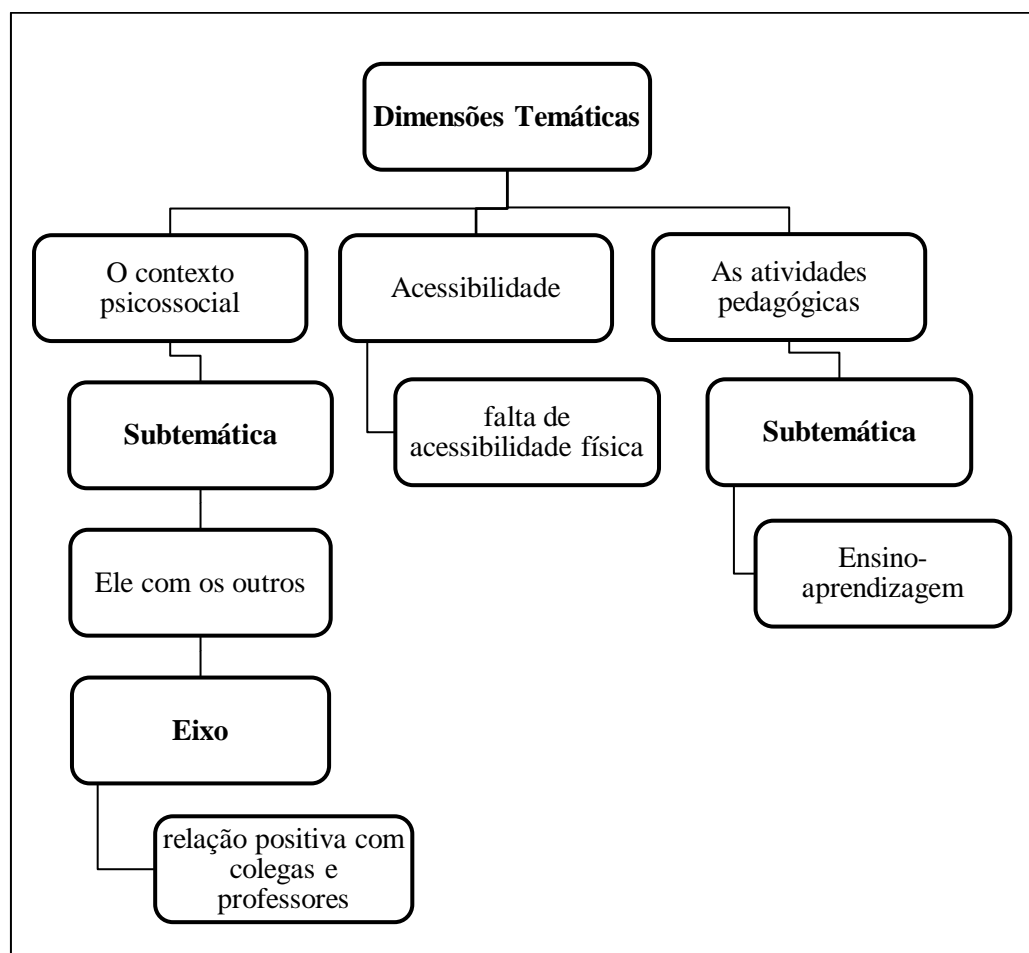 Dimensões Temáticas
O contexto
psicossocial
Acessibilidade
As atividades
pedagógicas
Subtemática
falta de
acessibilidade física
Subtemática
Ele com os outros
Ensino-
aprendizagem
Eixo
relação positiva com
colegas e
professores